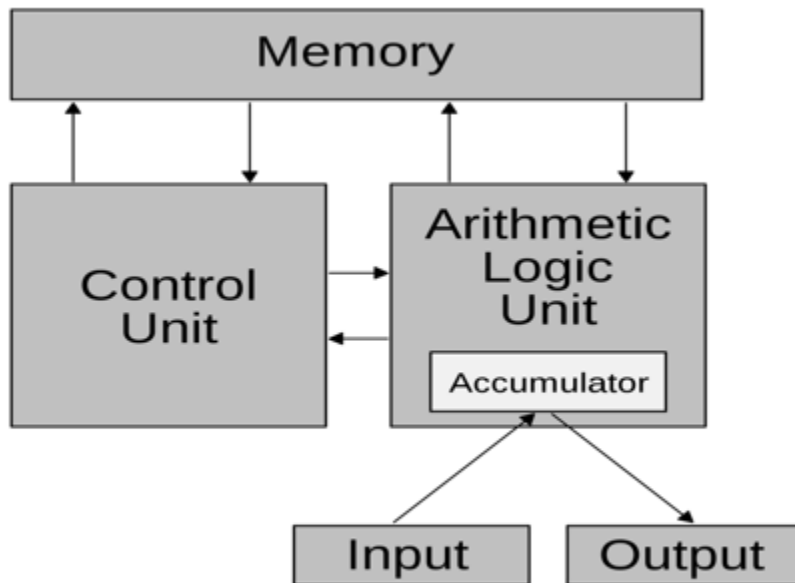 Memory
Control
Unit
Arithmetic
Logic
Unit
Accumulator
Input
Output